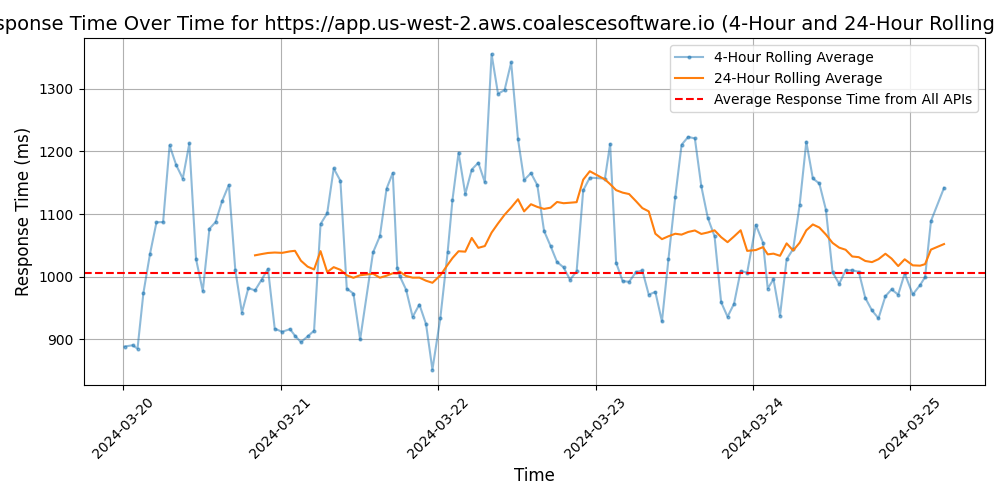 sponse Time Over Time for https://app.us-west-2.aws.coalescesoftware.io (4-Hour and 24-Hour Rolling
4-Hour Rolling Average
24-Hour Rolling Average
Average Response Time from All APIs
Response Time (ms)
1300
1200
1100
1000
900
2024-03-20
2024-03-21
2024-03-22
2024-03-23
2024-03-24
2024-03-25
Time